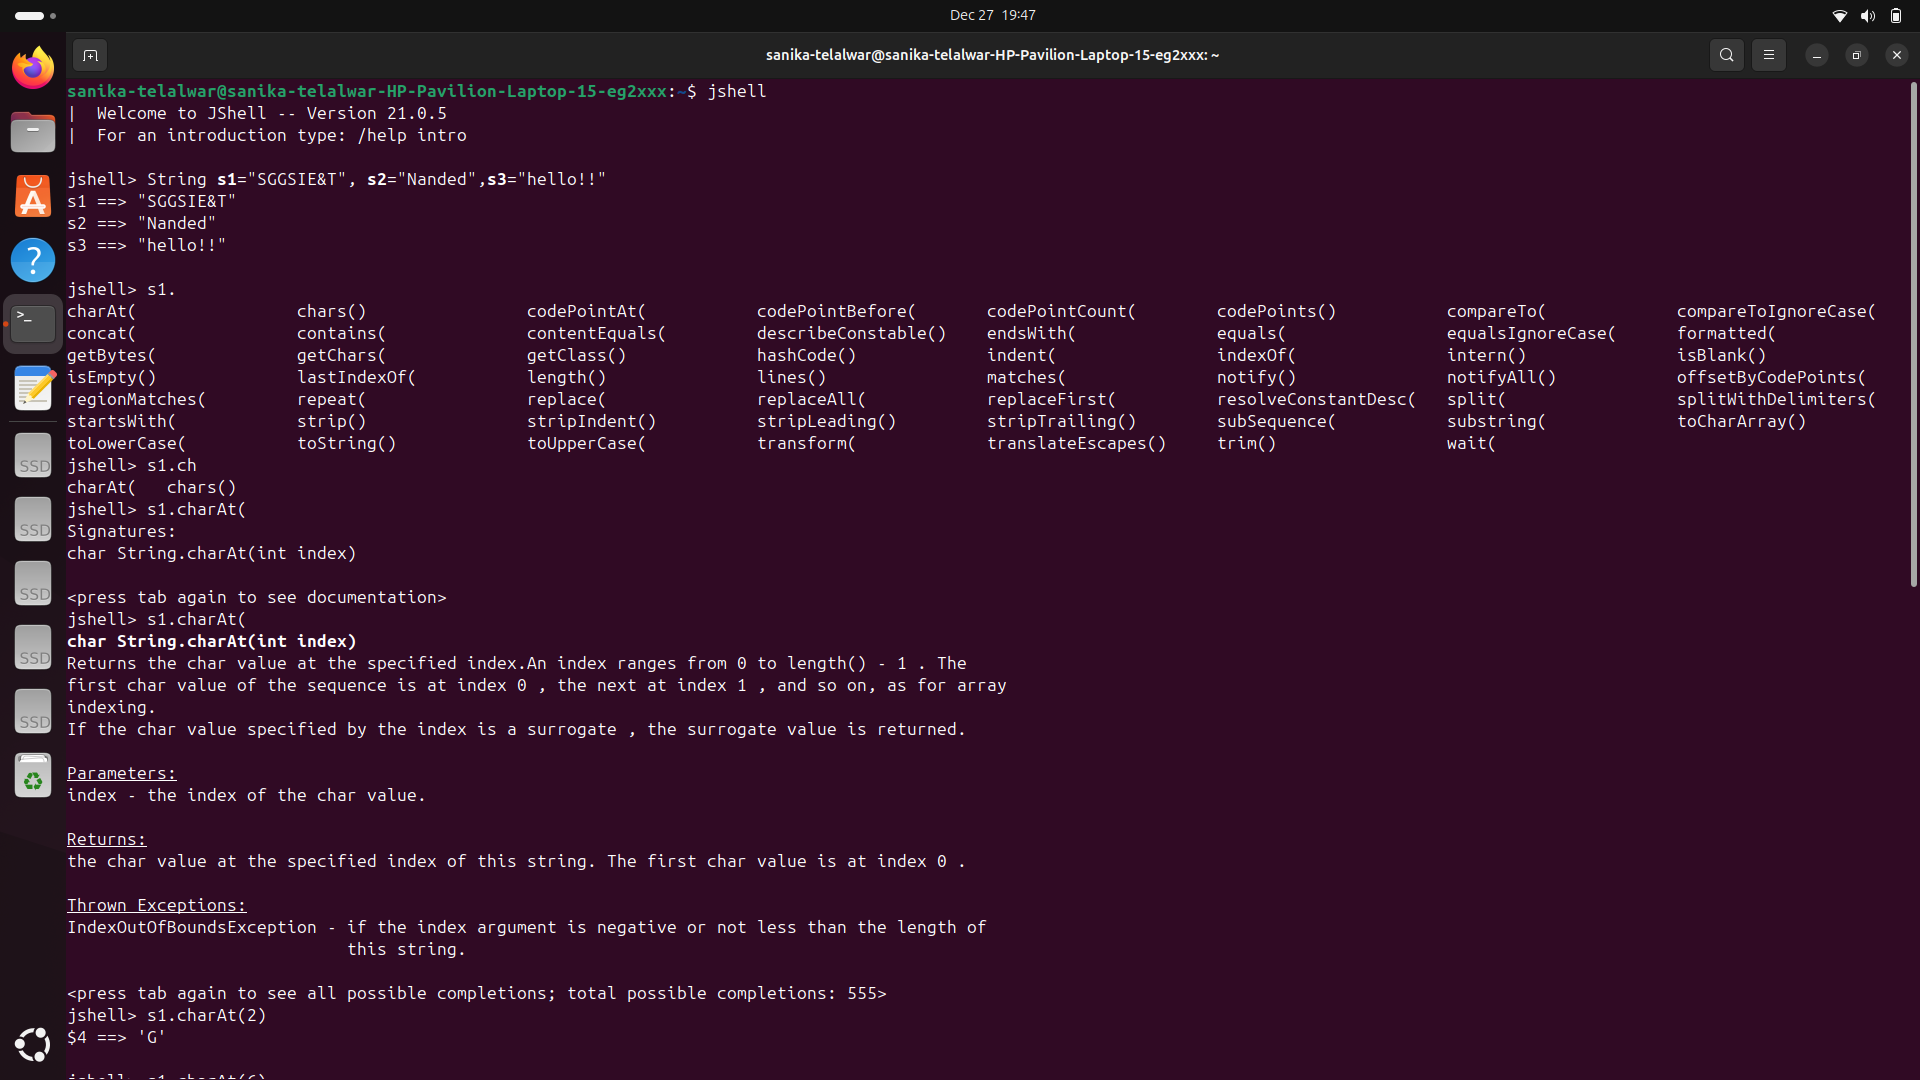 Dec 27 19:47
sanika-telalwar@sanika-telalwar-HP-Pavilion-Laptop-15-eg2xxx: ~
sanika-telalwar@sanika-telalwar-HP-Pavilion-Laptop-15-eg2xxx:~$ jshell
|  Welcome to JShell -- Version 21.0.5
|  For an introduction type: /help intro
jshell> String s1="SGGSIE&T", s2="Nanded",s3="hello!!"
s1 ==> "SGGSIE&T"
s2 ==> "Nanded"
s3 ==> "hello!!"
jshell> s1.
charAt( chars() codePointAt( codePointBefore( codePointCount( codePoints() compareTo( compareToIgnoreCase(
concat( contains( contentEquals( describeConstable() endsWith( equals( equalsIgnoreCase( formatted(
getBytes( getChars( getClass() hashCode() indent( indexOf( intern() isBlank()
isEmpty() lastIndexOf( length() lines() matches( notify() notifyAll() offsetByCodePoints(
regionMatches( repeat( replace( replaceAll( replaceFirst( resolveConstantDesc( split( splitWithDelimiters(
startsWith( strip() stripIndent() stripLeading() stripTrailing() subSequence( substring( toCharArray()
toLowerCase( toString() toUpperCase( transform( translateEscapes() trim() wait(
jshell> s1.ch
charAt( chars()
jshell> s1.charAt(
Signatures:
char String.charAt(int index)
<press tab again to see documentation>
jshell> s1.charAt(
char String.charAt(int index)
Returns the char value at the specified index.An index ranges from 0 to length() - 1 . The
first char value of the sequence is at index 0 , the next at index 1 , and so on, as for array
indexing.
If the char value specified by the index is a surrogate , the surrogate value is returned.
Parameters:
index - the index of the char value.
Returns:
the char value at the specified index of this string. The first char value is at index 0 .
Thrown Exceptions:
IndexOutOfBoundsException - if the index argument is negative or not less than the length of
this string.
<press tab again to see all possible completions; total possible completions: 555>
jshell> s1.charAt(2)
$4 ==> 'G'
jshell> s1.charAt(6)
SSD
SSD
SSD
SSD
SSD